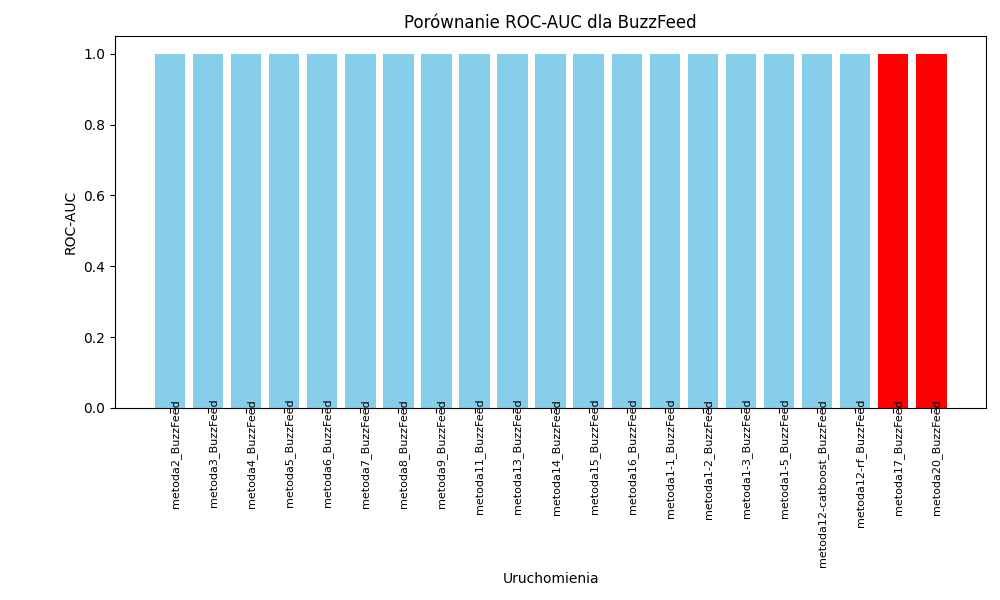 Porównanie ROC-AUC dla BuzzFeed
ROC-AUC
1.0
0.8
0.6
0.4
0.2
0.0
metoda2_BuzzFeed
metoda3_BuzzFeed
metoda4_BuzzFeed
metoda5_BuzzFeed
metoda6_BuzzFeed
metoda7_BuzzFeed
metoda8_BuzzFeed
metoda9_BuzzFeed
metoda11_BuzzFeed
metoda13_BuzzFeed
metoda14_BuzzFeed
metoda15_BuzzFeed
metoda16_BuzzFeed
metoda1-1_BuzzFeed
metoda1-2_BuzzFeed
metoda1-3_BuzzFeed
metoda1-5_BuzzFeed
metoda12-catboost_BuzzFeed
metoda12-rf_BuzzFeed
metoda17_BuzzFeed
metoda20_BuzzFeed
Uruchomienia